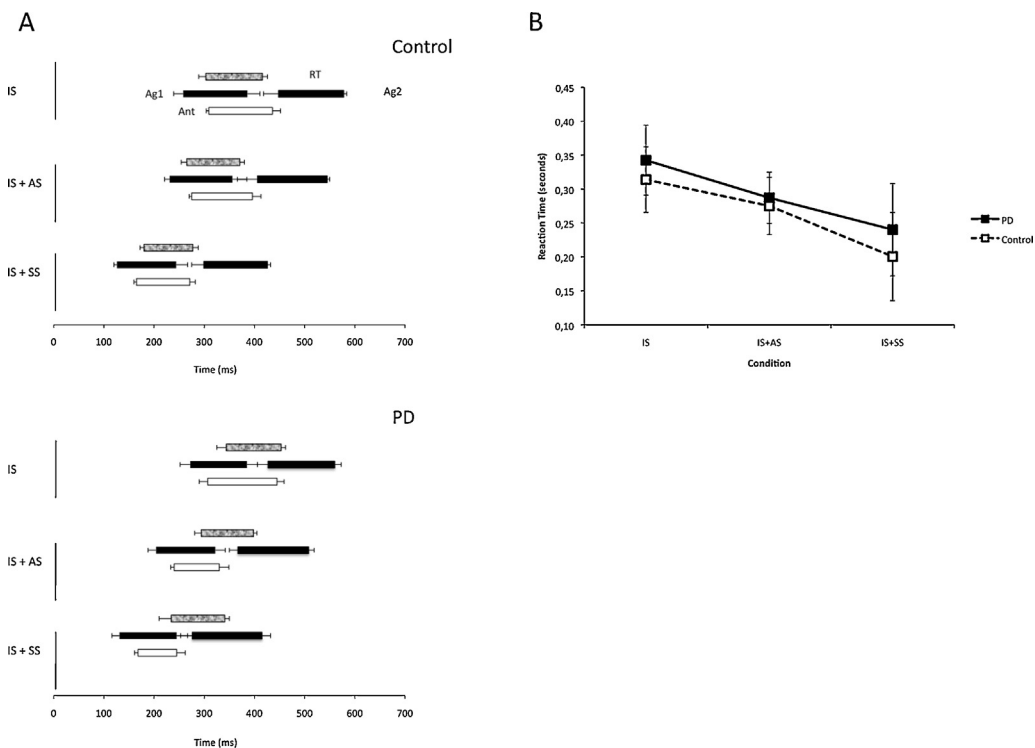 A
Control
IS
RT
Ag1
Ag2
Ant
IS + AS
IS + SS
0 100 200 300 400 500 600 700
Time (ms)
PD
IS
IS + AS
IS + SS
0 100 200 300 400 500 600 700
Time (ms)
B
0,45
0,40
0,35
0,30
0,25
0,20
0,15
0,10
Reaction Time (seconds)
IS IS+AS IS+SS
Condition
PD
Control